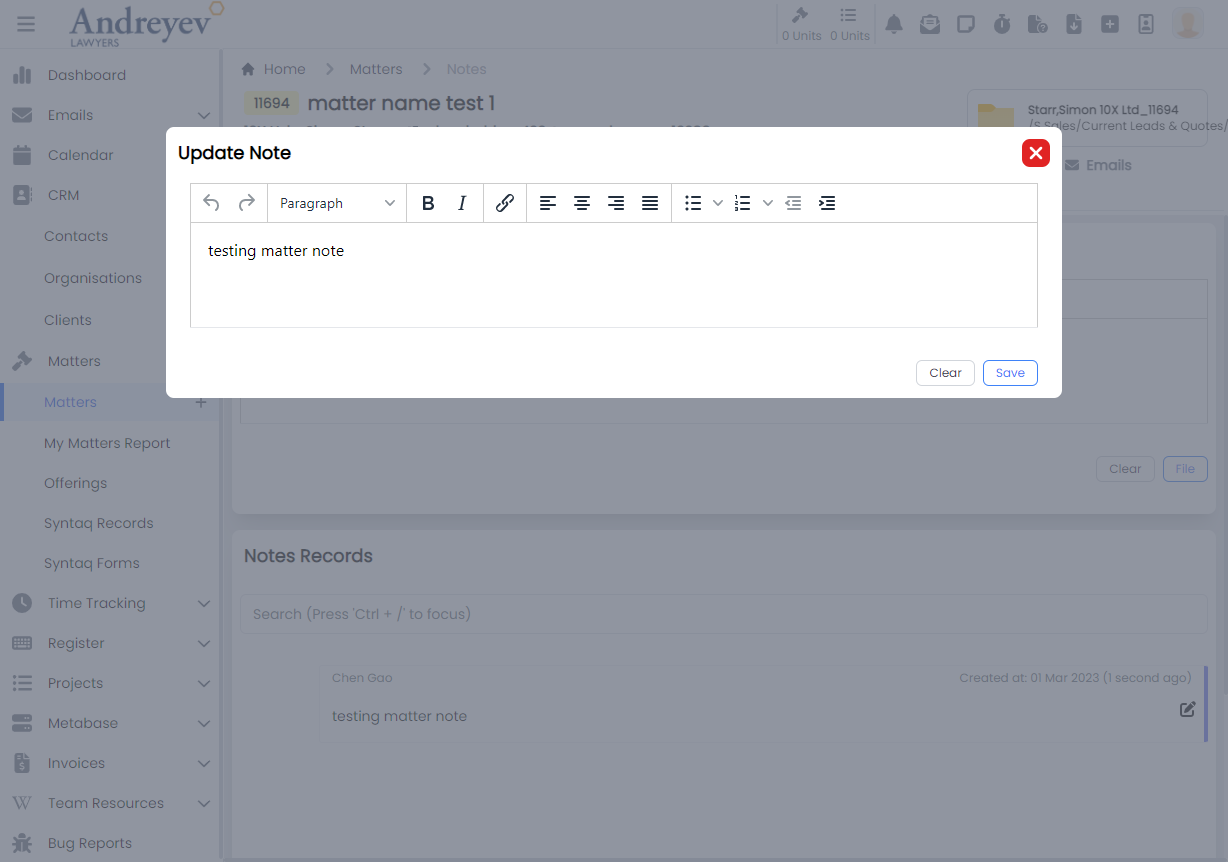 Andreyev
LAWYERS
0 Units 0 Units
Dashboard
Emails
Calendar
CRM
Contacts
Organisations
Clients
Matters
Matters
My Matters Report
Offerings
Syntaq Records
Syntaq Forms
Time Tracking
Register
Projects
Metabase
Invoices
Team Resources
Bug Reports
Home Matters Notes
11694 matter name test 1
Starr,Simon 10X Ltd_11694
/S Sales/Current Leads & Quotes/
Emails
Update Note
Paragraph B I
testing matter note
Clear Save
Clear File
Notes Records
Search (Press 'Ctrl + /' to focus)
Chen Gao Created at: 01 Mar 2023 (1 second ago)
testing matter note